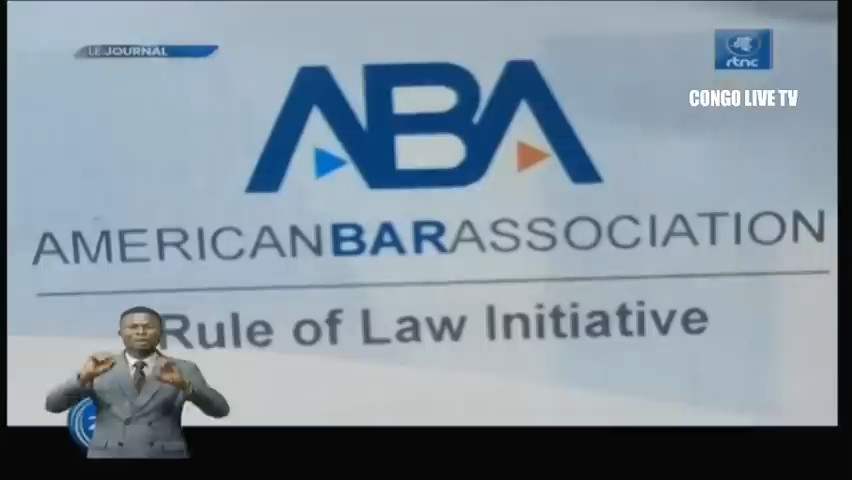 LE JOURNAL
rtnc
CONGO LIVE TV
ABA
AMERICANBARASSOCIATION
Rule of Law Initiative